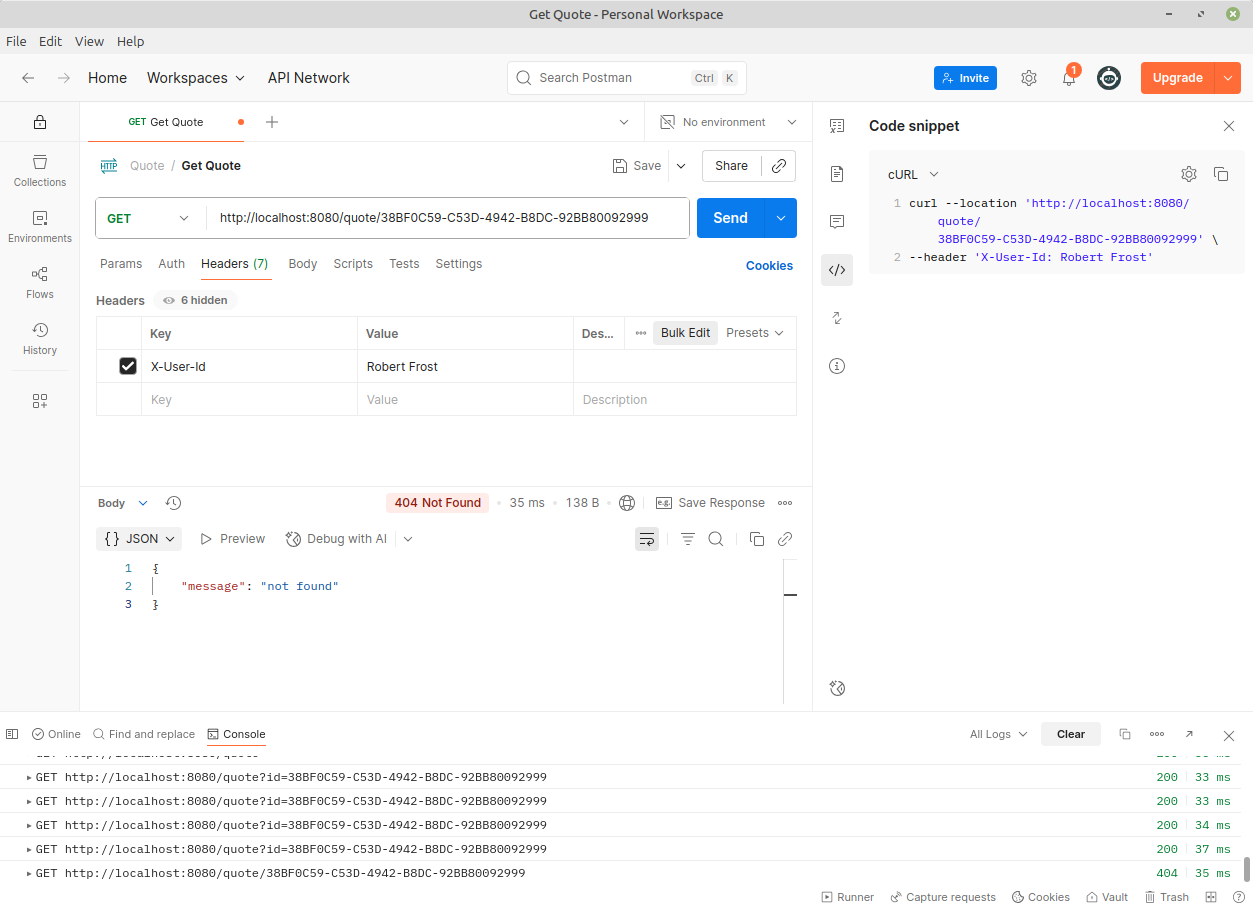 Get Quote - Personal Workspace
File Edit View Help
Home Workspaces API Network Search Postman Ctrl K Invite 1 Upgrade
GET Get Quote No environment
Code snippet
Collections
Environments
Flows
History
HTTP Quote / Get Quote Save Share
GET http://localhost:8080/quote/38BF0C59-C53D-4942-B8DC-92BB80092999 Send
Params Auth Headers (7) Body Scripts Tests Settings Cookies
Headers 6 hidden
Key Value Des... Bulk Edit Presets
X-User-Id Robert Frost
Key Value Description
cURL
1 curl --location 'http://localhost:8080/
quote/
38BF0C59-C53D-4942-B8DC-92BB80092999' \
2 --header 'X-User-Id: Robert Frost'
Body 404 Not Found 35 ms 138 B e.g. Save Response
{} JSON Preview Debug with AI
1 {
2 "message": "not found"
3 }
Online Find and replace Console All Logs Clear
GET http://localhost:8080/quote?id=38BF0C59-C53D-4942-B8DC-92BB80092999 200 33 ms
GET http://localhost:8080/quote?id=38BF0C59-C53D-4942-B8DC-92BB80092999 200 33 ms
GET http://localhost:8080/quote?id=38BF0C59-C53D-4942-B8DC-92BB80092999 200 34 ms
GET http://localhost:8080/quote?id=38BF0C59-C53D-4942-B8DC-92BB80092999 200 37 ms
GET http://localhost:8080/quote/38BF0C59-C53D-4942-B8DC-92BB80092999 404 35 ms
Runner Capture requests Cookies Vault Trash